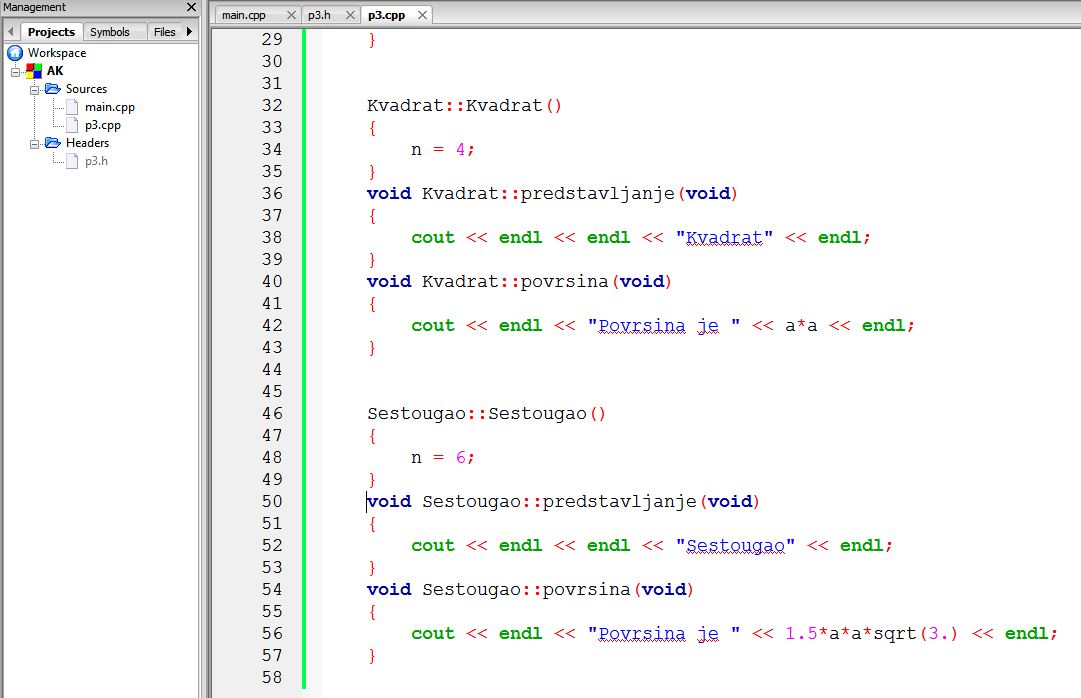 Management
Projects Symbols Files
Workspace
AK
Sources
main.cpp
p3.cpp
Headers
p3.h
main.cpp p3.h p3.cpp
29 }
30
31
32 Kvadrat::Kvadrat()
33 {
34 n = 4;
35 }
36 void Kvadrat::predstavljanje(void)
37 {
38 cout << endl << endl << "Kvadrat" << endl;
39 }
40 void Kvadrat::povrsina(void)
41 {
42 cout << endl << "Povrsina je " << a*a << endl;
43 }
44
45
46 Sestougao::Sestougao()
47 {
48 n = 6;
49 }
50 void Sestougao::predstavljanje(void)
51 {
52 cout << endl << endl << "Sestougao" << endl;
53 }
54 void Sestougao::povrsina(void)
55 {
56 cout << endl << "Povrsina je " << 1.5*a*a*sqrt(3.) << endl;
57 }
58